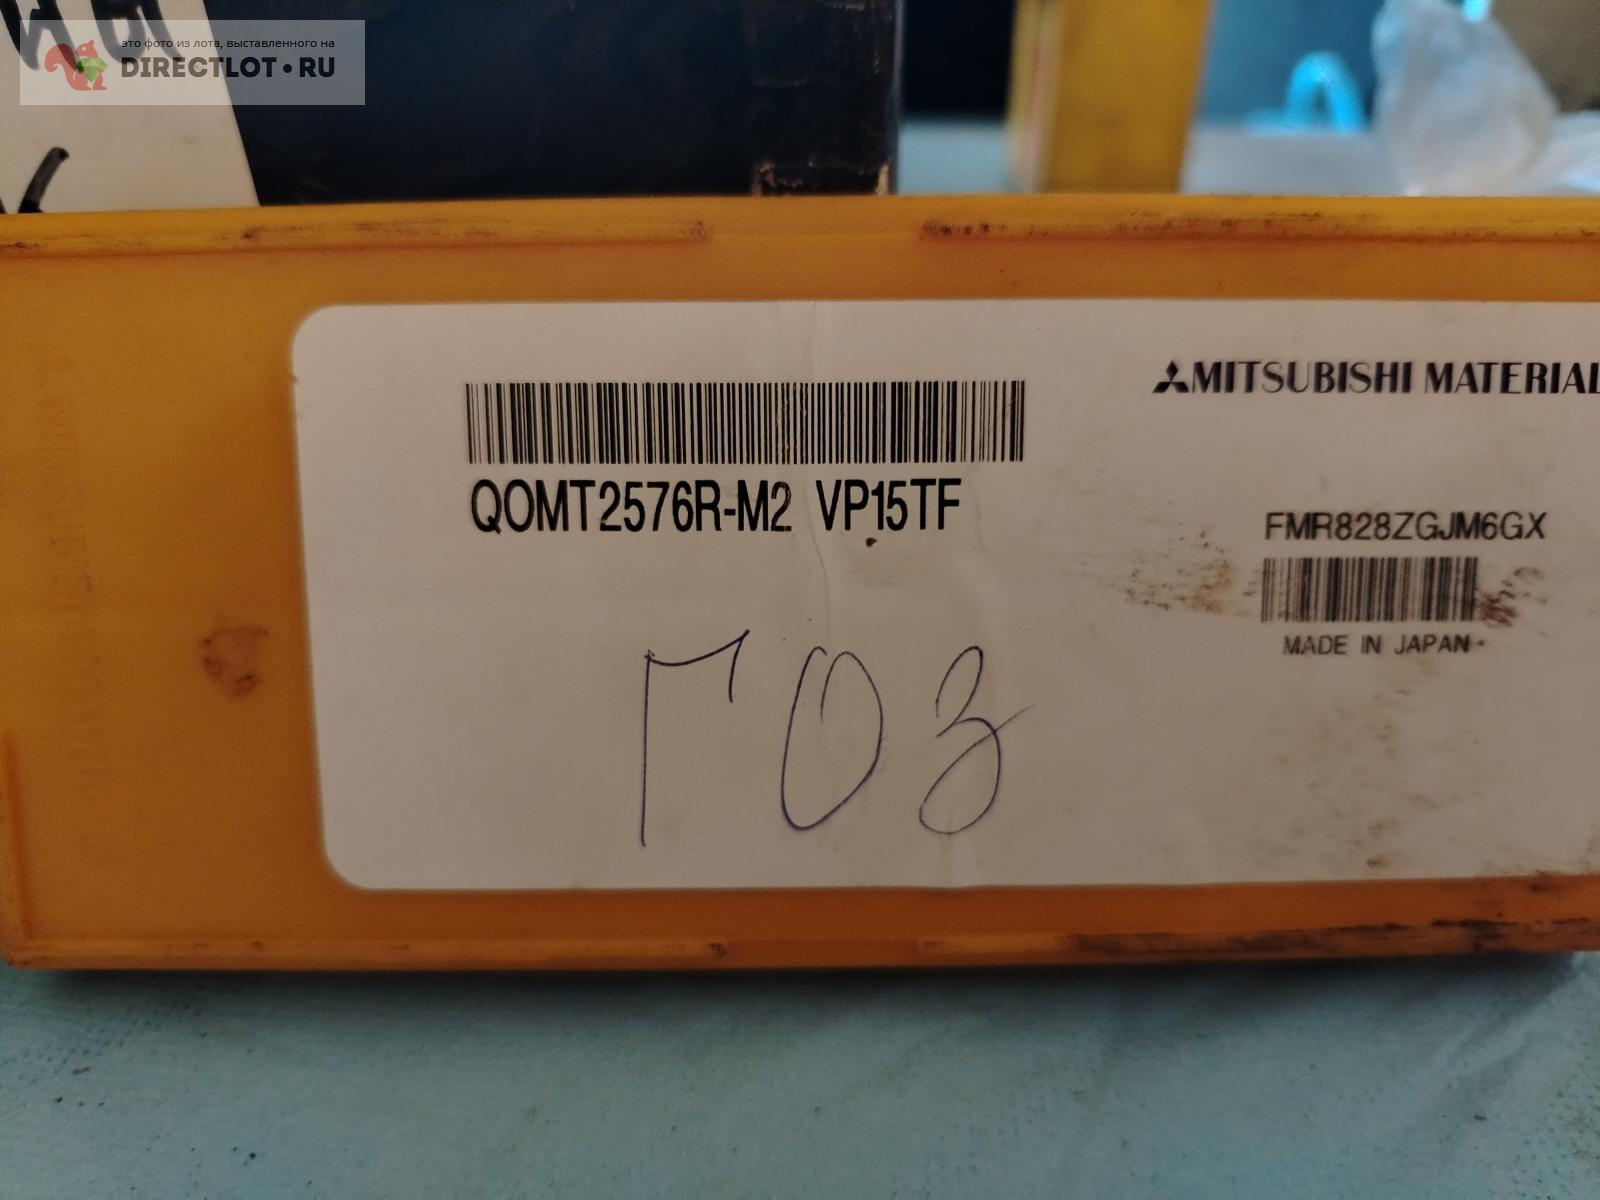 это фото из лота, выставленного на
DIRECTLOT.RU
MITSUBISHI MATERIAL
QOMT2576R-M2 VP15TF
FMR828ZGJM6GX
MADE IN JAPAN
ГОЗ